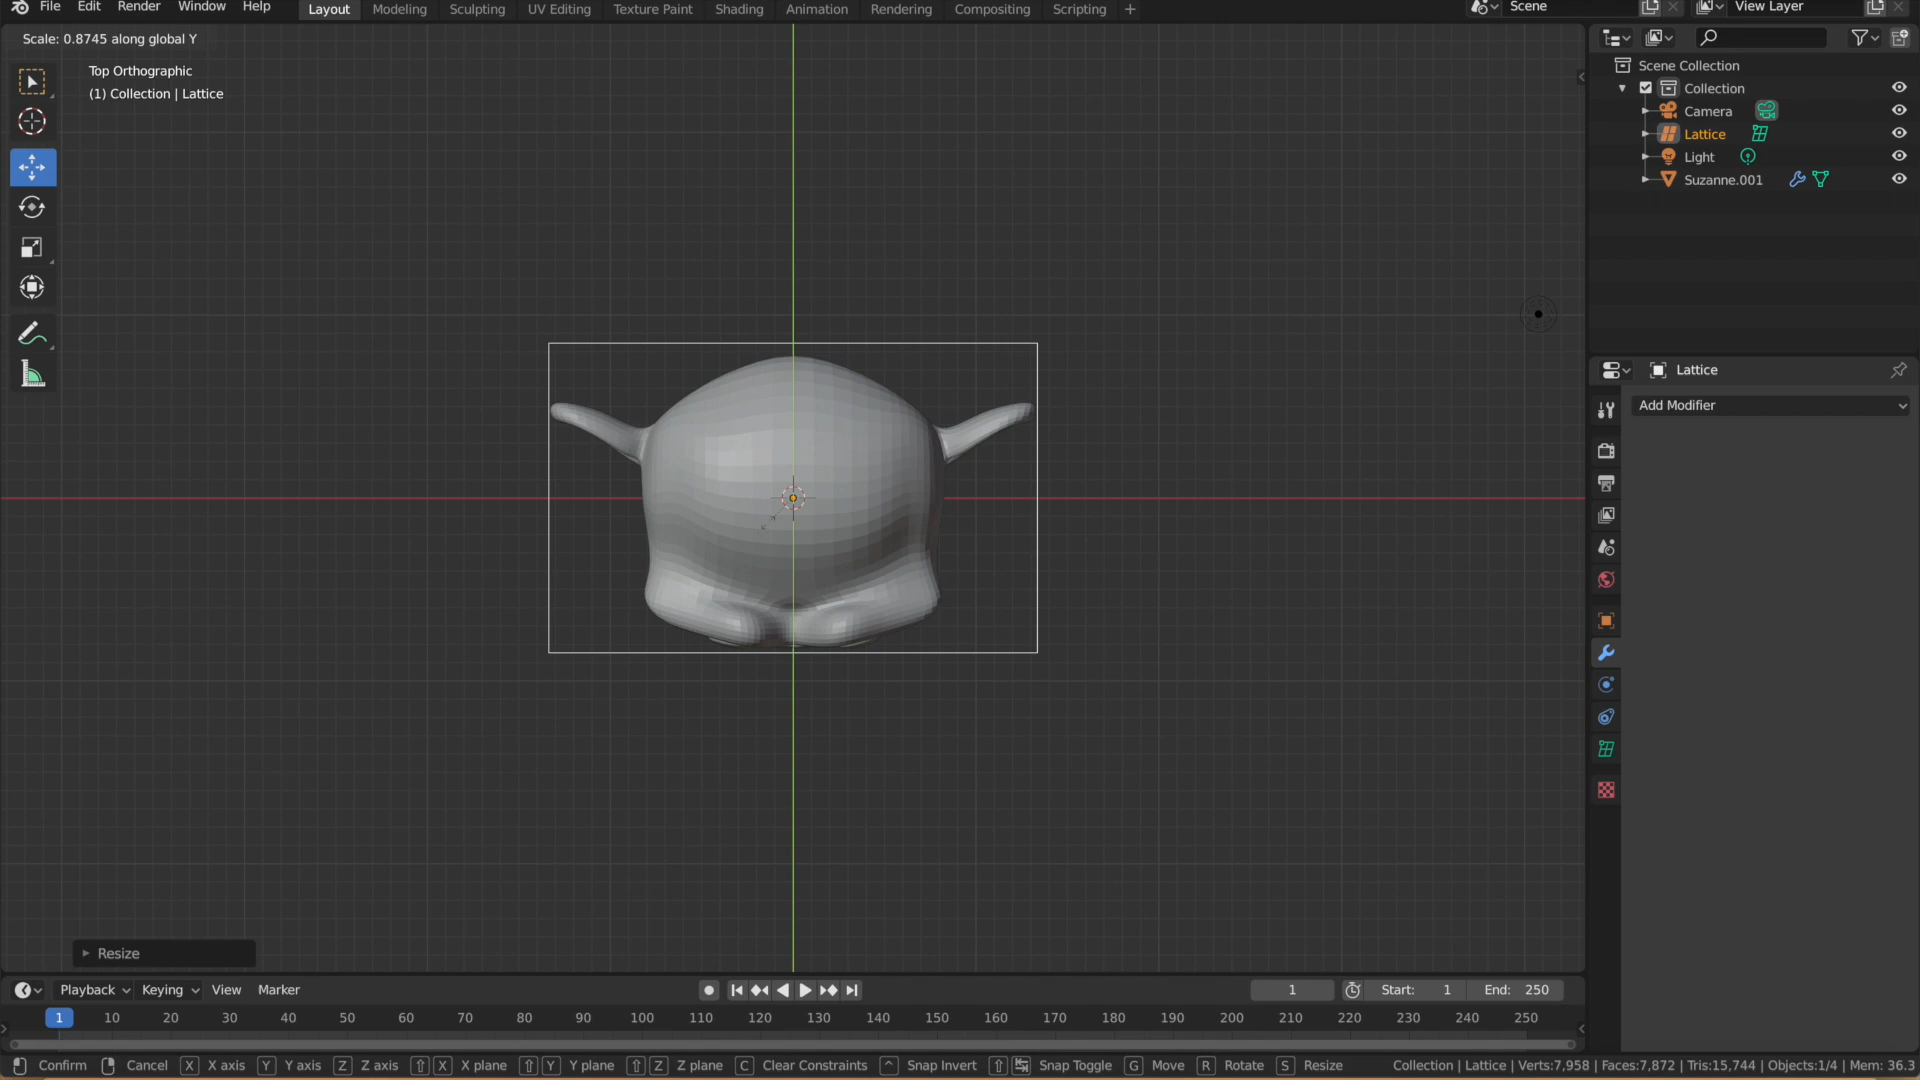 File Edit Render Window Help Layout Modeling Sculpting UV Editing Texture Paint Shading Animation Rendering Compositing Scripting + Scene View Layer
Scale: 0.8745 along global Y
Top Orthographic
(1) Collection | Lattice
Scene Collection
Collection
Camera
Lattice
Light
Suzanne.001
Lattice
Add Modifier
Resize
Playback Keying View Marker 1 Start: 1 End: 250
1 10 20 30 40 50 60 70 80 90 100 110 120 130 140 150 160 170 180 190 200 210 220 230 240 250
Confirm Cancel X X axis Y Y axis Z Z axis X X plane Y Y plane Z Z plane C Clear Constraints ^ Snap Invert Snap Toggle G Move R Rotate S Resize Collection | Lattice | Verts:7,958 | Faces:7,872 | Tris:15,744 | Objects:1/4 | Mem: 36.3